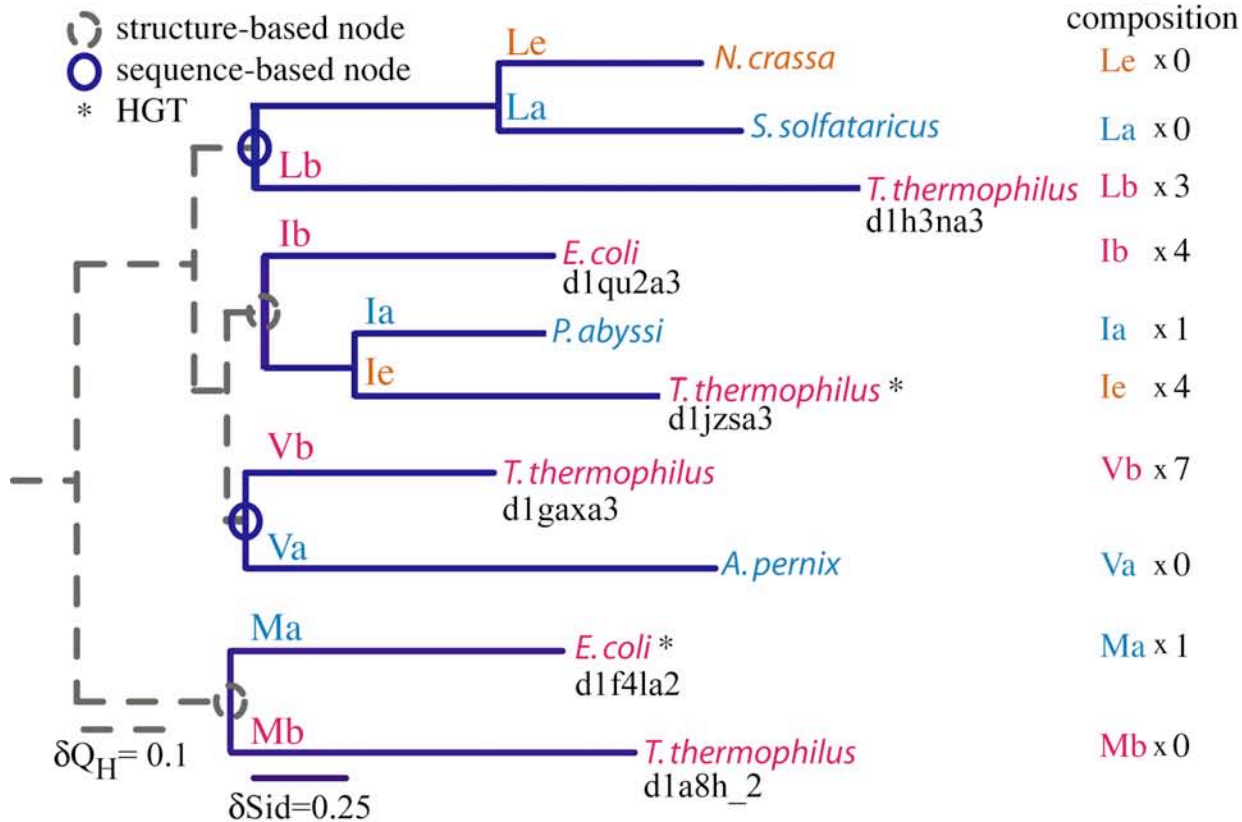 structure-based node
sequence-based node
* HGT
composition
Le
N. crassa
Le x 0
La
S. solfataricus
La x 0
Lb
T. thermophilus
d1h3na3
Lb x 3
Ib
E. coli
d1qu2a3
Ib x 4
Ia
P. abyssi
Ia x 1
Ie
T. thermophilus *
d1jzsa3
Ie x 4
Vb
T. thermophilus
d1gaxa3
Vb x 7
Va
A. pernix
Va x 0
Ma
E. coli *
d1f4la2
Ma x 1
Mb
T. thermophilus
d1a8h_2
Mb x 0
δQH= 0.1
δSid=0.25